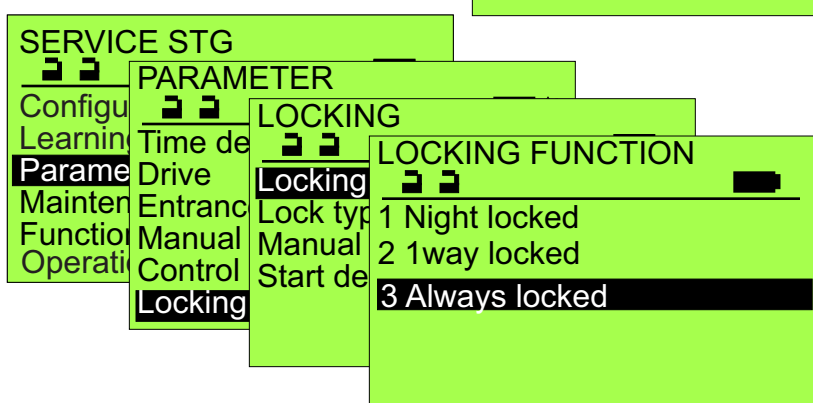 SERVICE STG
Configu
Learning
Parame
Mainten
Function
Operati
PARAMETER
Time de
Drive
Entranc
Manual
Control
Locking
LOCKING
Locking
Lock typ
Manual
Start de
LOCKING FUNCTION
1 Night locked
2 1way locked
3 Always locked